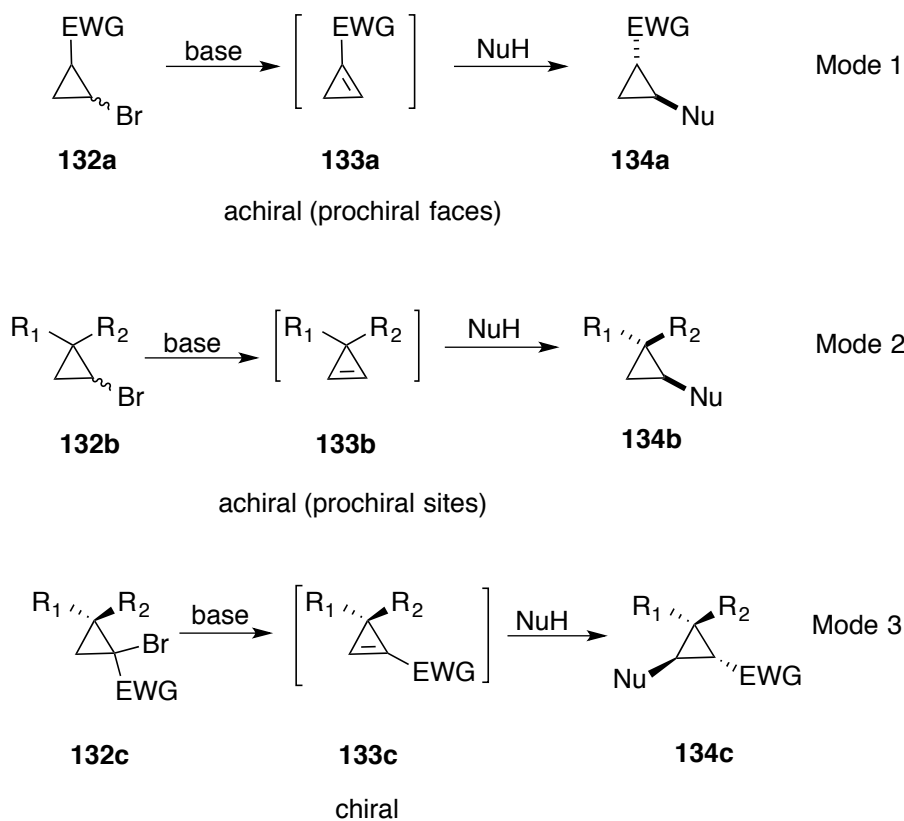 EWG Br base EWG NuH EWG Nu Mode 1
132a 133a 134a
achiral (prochiral faces)
R1 R2 Br base R1 R2 NuH R1 R2 Nu Mode 2
132b 133b 134b
achiral (prochiral sites)
R1 R2 Br EWG base R1 R2 EWG NuH R1 R2 Nu EWG Mode 3
132c 133c 134c
chiral